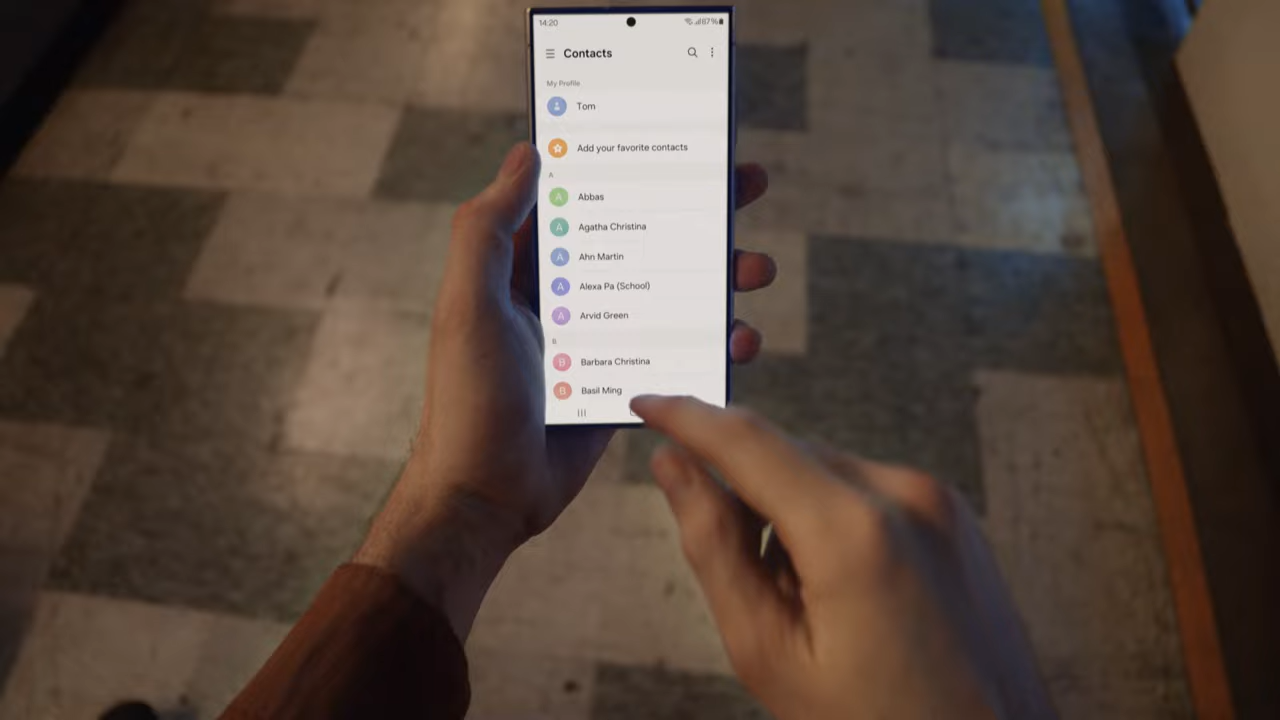 14:20 87%
Contacts
My Profile
Tom
Add your favorite contacts
A
A Abbas
A Agatha Christina
A Ahn Martin
A Alexa Pa (School)
A Arvid Green
B
B Barbara Christina
B Basil Ming